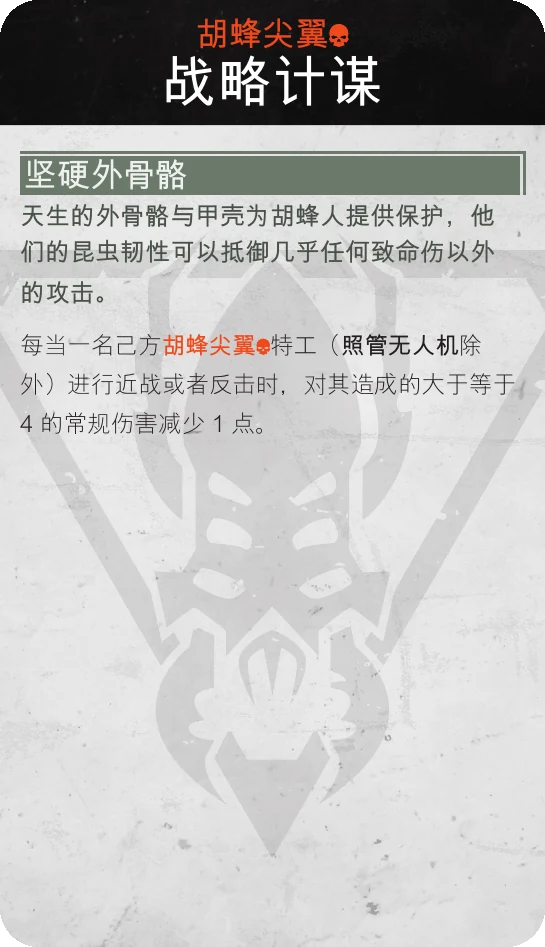 胡蜂尖翼
战略计谋
坚硬外骨骼
天生的外骨骼与甲壳为胡蜂人提供保护，他
们的昆虫韧性可以抵御几乎任何致命伤以外
的攻击。
每当一名己方胡蜂尖翼特工（照管无人机除
外）进行近战或者反击时，对其造成的大于等于
4 的常规伤害减少 1 点。